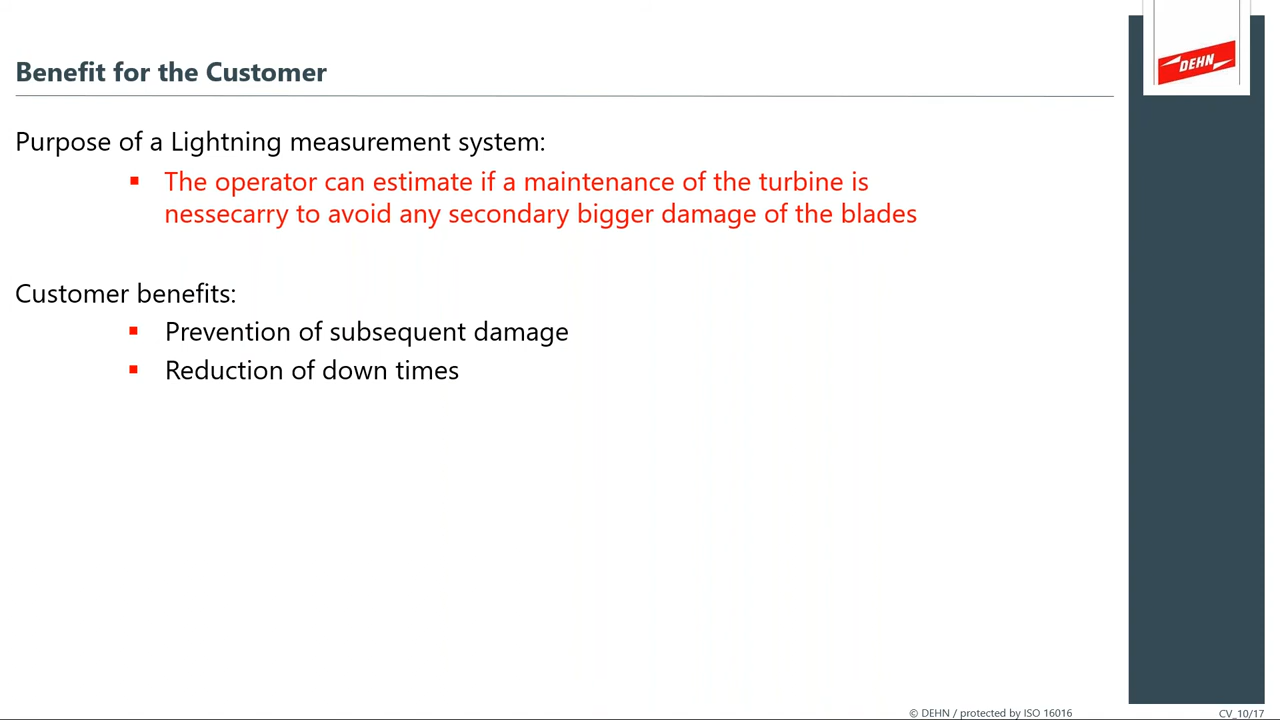 Benefit for the Customer
DEHN
Purpose of a Lightning measurement system:
▪ The operator can estimate if a maintenance of the turbine is
nessecarry to avoid any secondary bigger damage of the blades
Customer benefits:
▪ Prevention of subsequent damage
▪ Reduction of down times
© DEHN / protected by ISO 16016
CV_10/17